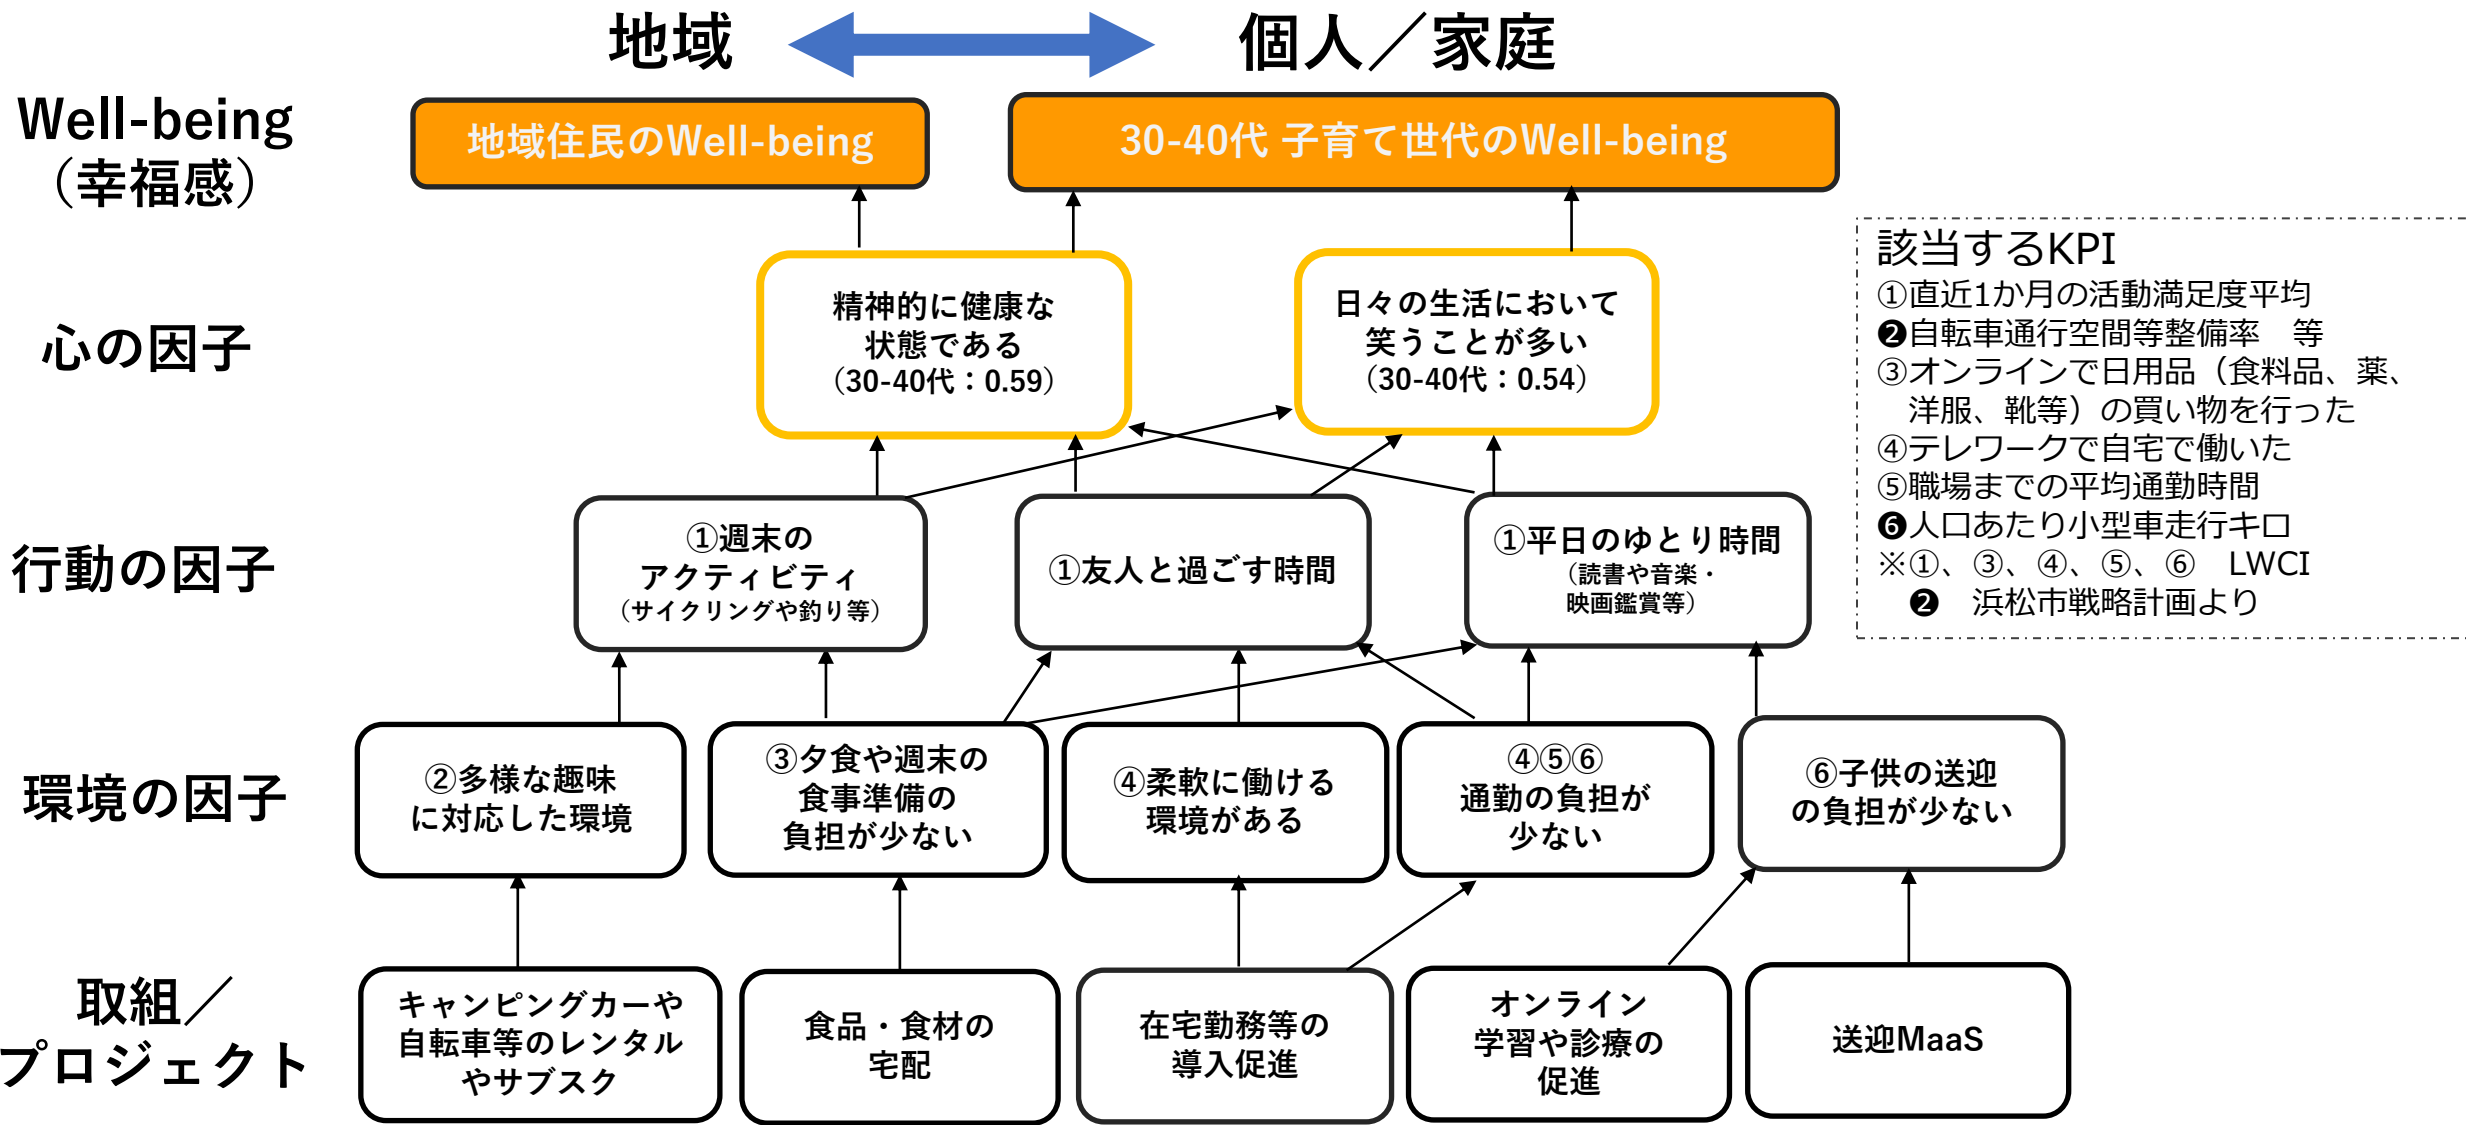 地域
個人／家庭
Well-being
（幸福感）
地域住民のWell-being
30-40代 子育て世代のWell-being
心の因子
精神的に健康な
状態である
（30-40代：0.59）
日々の生活において
笑うことが多い
（30-40代：0.54）
該当するKPI
①直近1か月の活動満足度平均
❷自転車通行空間等整備率　等
③オンラインで日用品（食料品、薬、
洋服、靴等）の買い物を行った
④テレワークで自宅で働いた
⑤職場までの平均通勤時間
❻人口あたり小型車走行キロ
※①、③、④、⑤、⑥　LWCI
❷　浜松市戦略計画より
行動の因子
①週末の
アクティビティ
（サイクリングや釣り等）
①友人と過ごす時間
①平日のゆとり時間
（読書や音楽・
映画鑑賞等）
環境の因子
②多様な趣味
に対応した環境
③夕食や週末の
食事準備の
負担が少ない
④柔軟に働ける
環境がある
④⑤⑥
通勤の負担が
少ない
⑥子供の送迎
の負担が少ない
取組／
プロジェクト
キャンピングカーや
自転車等のレンタル
やサブスク
食品・食材の
宅配
在宅勤務等の
導入促進
オンライン
学習や診療の
促進
送迎MaaS